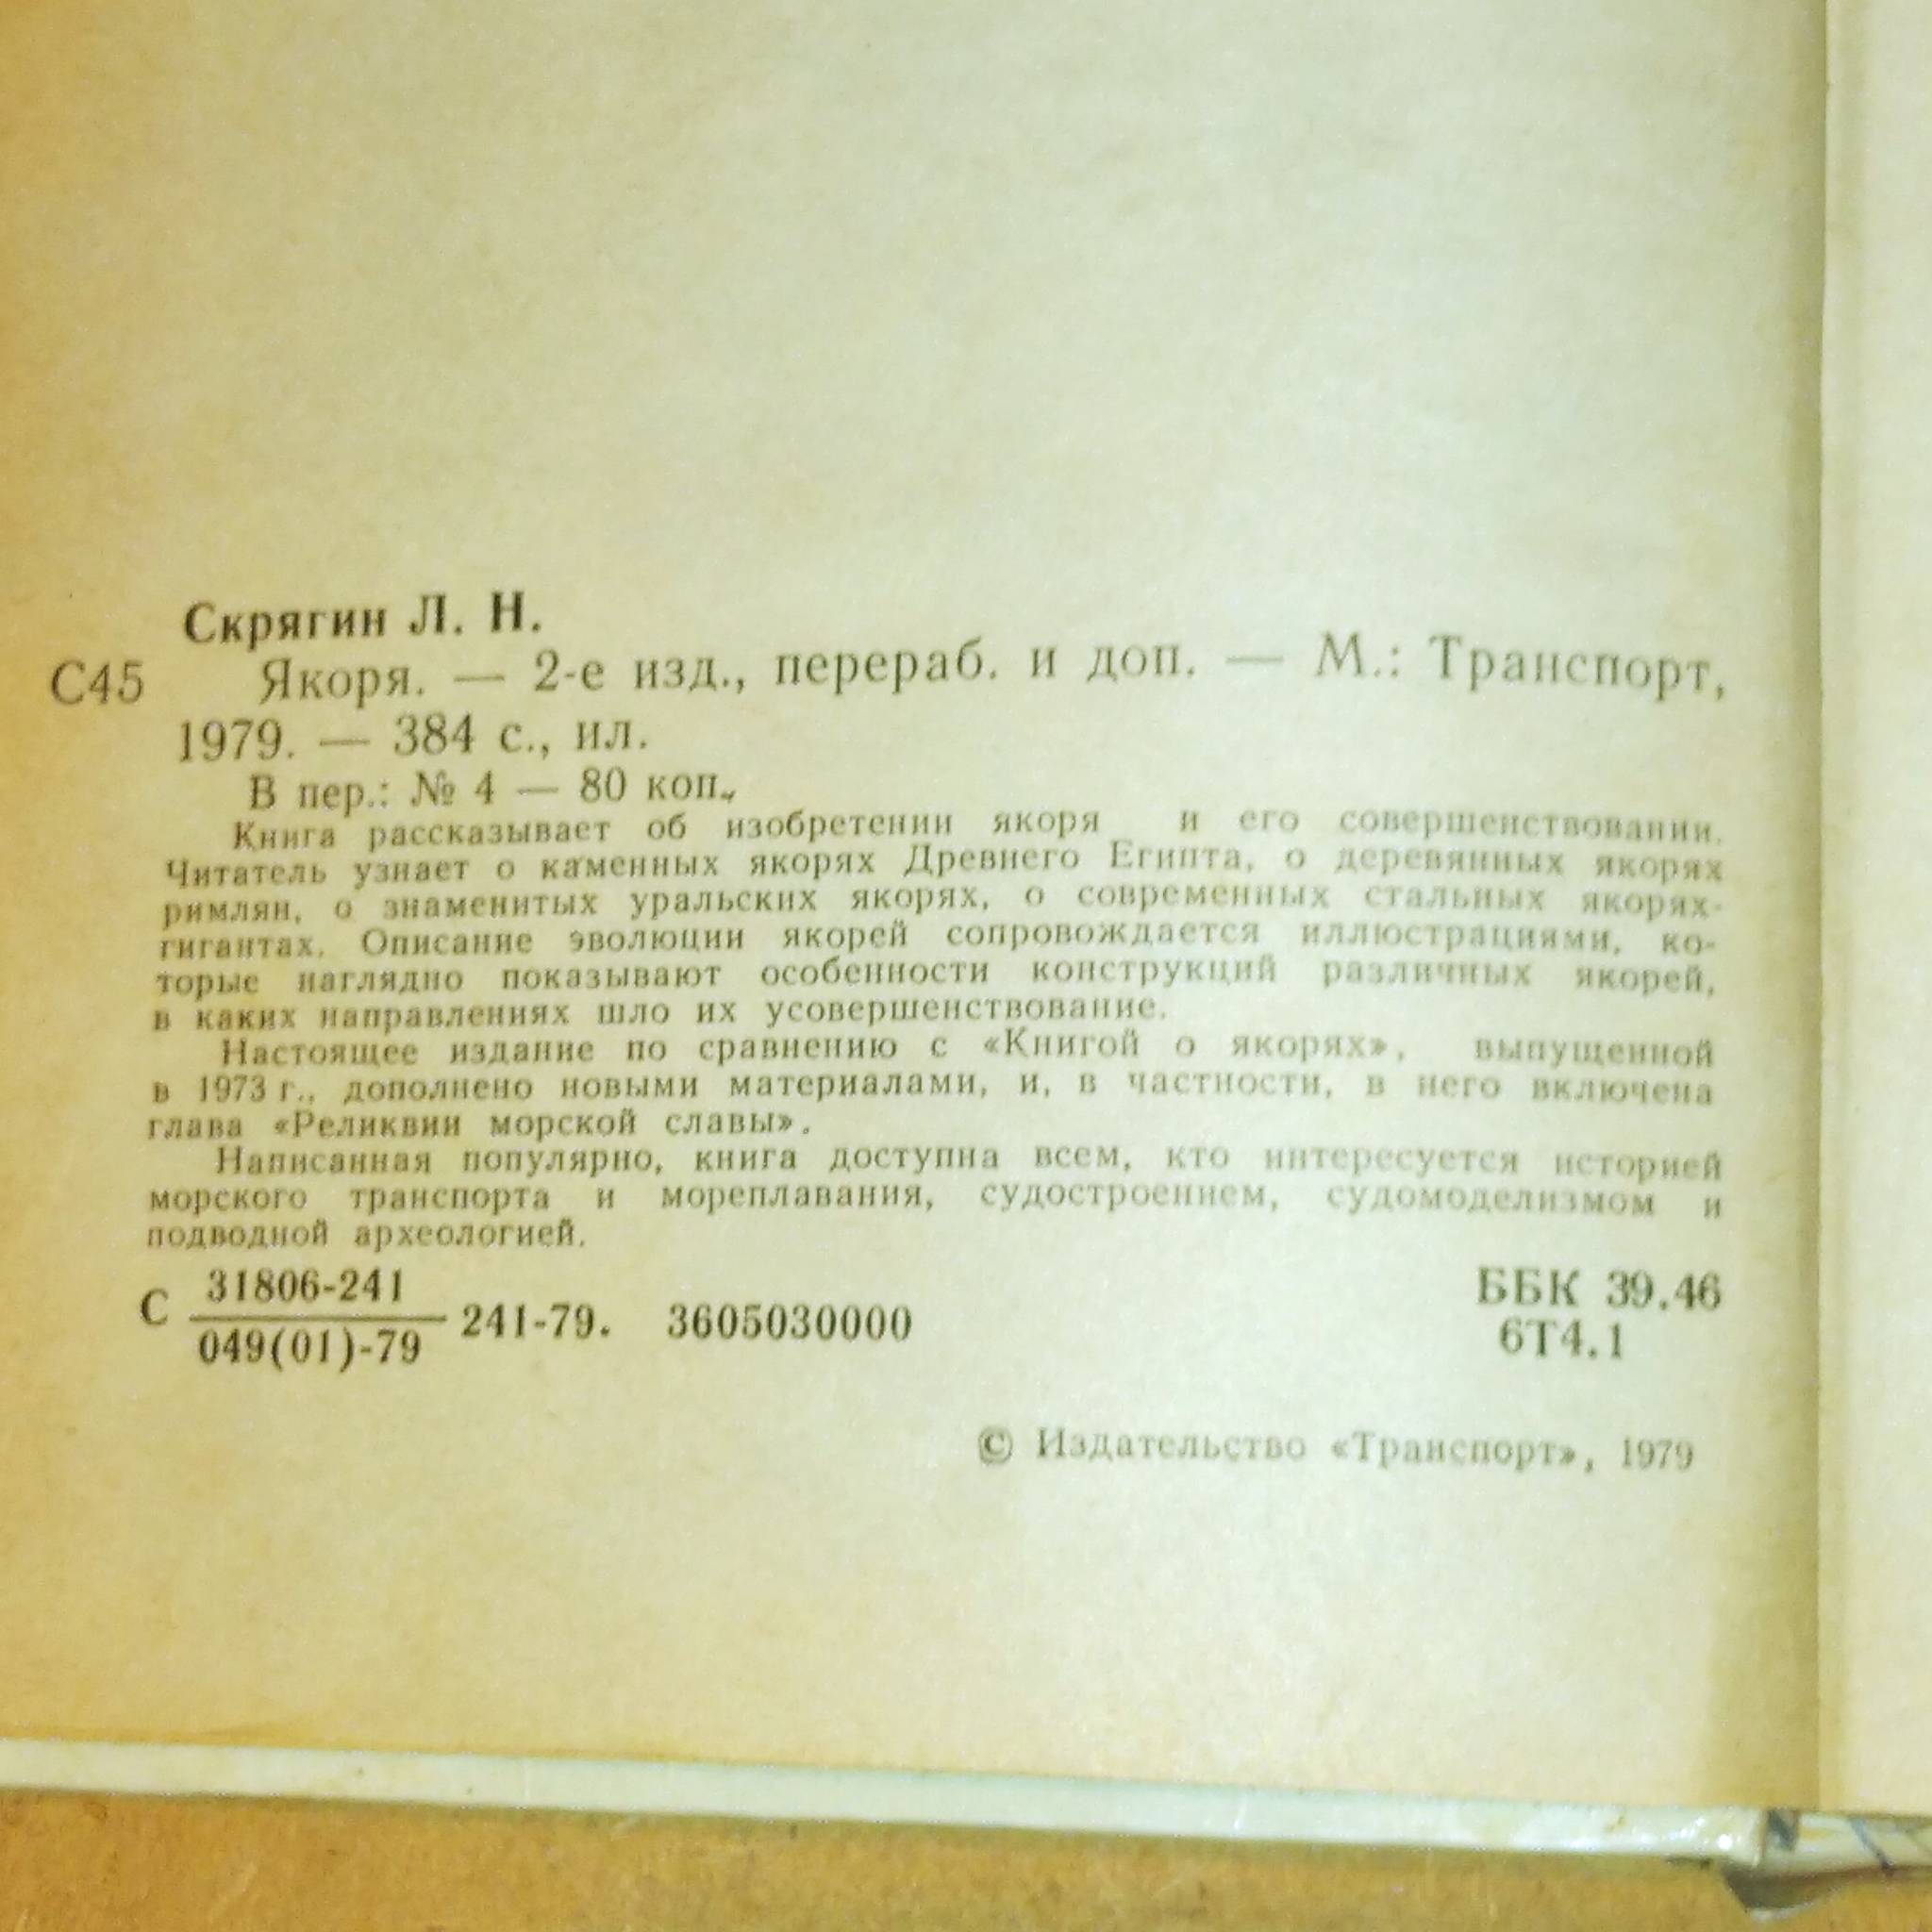 Скрягин Л. Н.
С45 Якоря. — 2-е изд., перераб. и доп. — М.: Транспорт,
1979. — 384 с., ил.
В пер.: № 4 — 80 коп.
Книга рассказывает об изобретении якоря и его совершенствовании.
Читатель узнает о каменных якорях Древнего Египта, о деревянных якорях
римлян, о знаменитых уральских якорях, о современных стальных якорях-
гигантах. Описание эволюции якорей сопровождается иллюстрациями, ко-
торые наглядно показывают особенности конструкций различных якорей,
в каких направлениях шло их усовершенствование.
Настоящее издание по сравнению с «Книгой о якорях», выпущенной
в 1973 г., дополнено новыми материалами, и, в частности, в него включена
глава «Реликвии морской славы».
Написанная популярно, книга доступна всем, кто интересуется историей
морского транспорта и мореплавания, судостроением, судомоделизмом и
подводной археологией.
31806-241
С 241-79. 3605030000
049(01)-79
ББК 39.46
6Т4.1
© Издательство «Транспорт», 1979